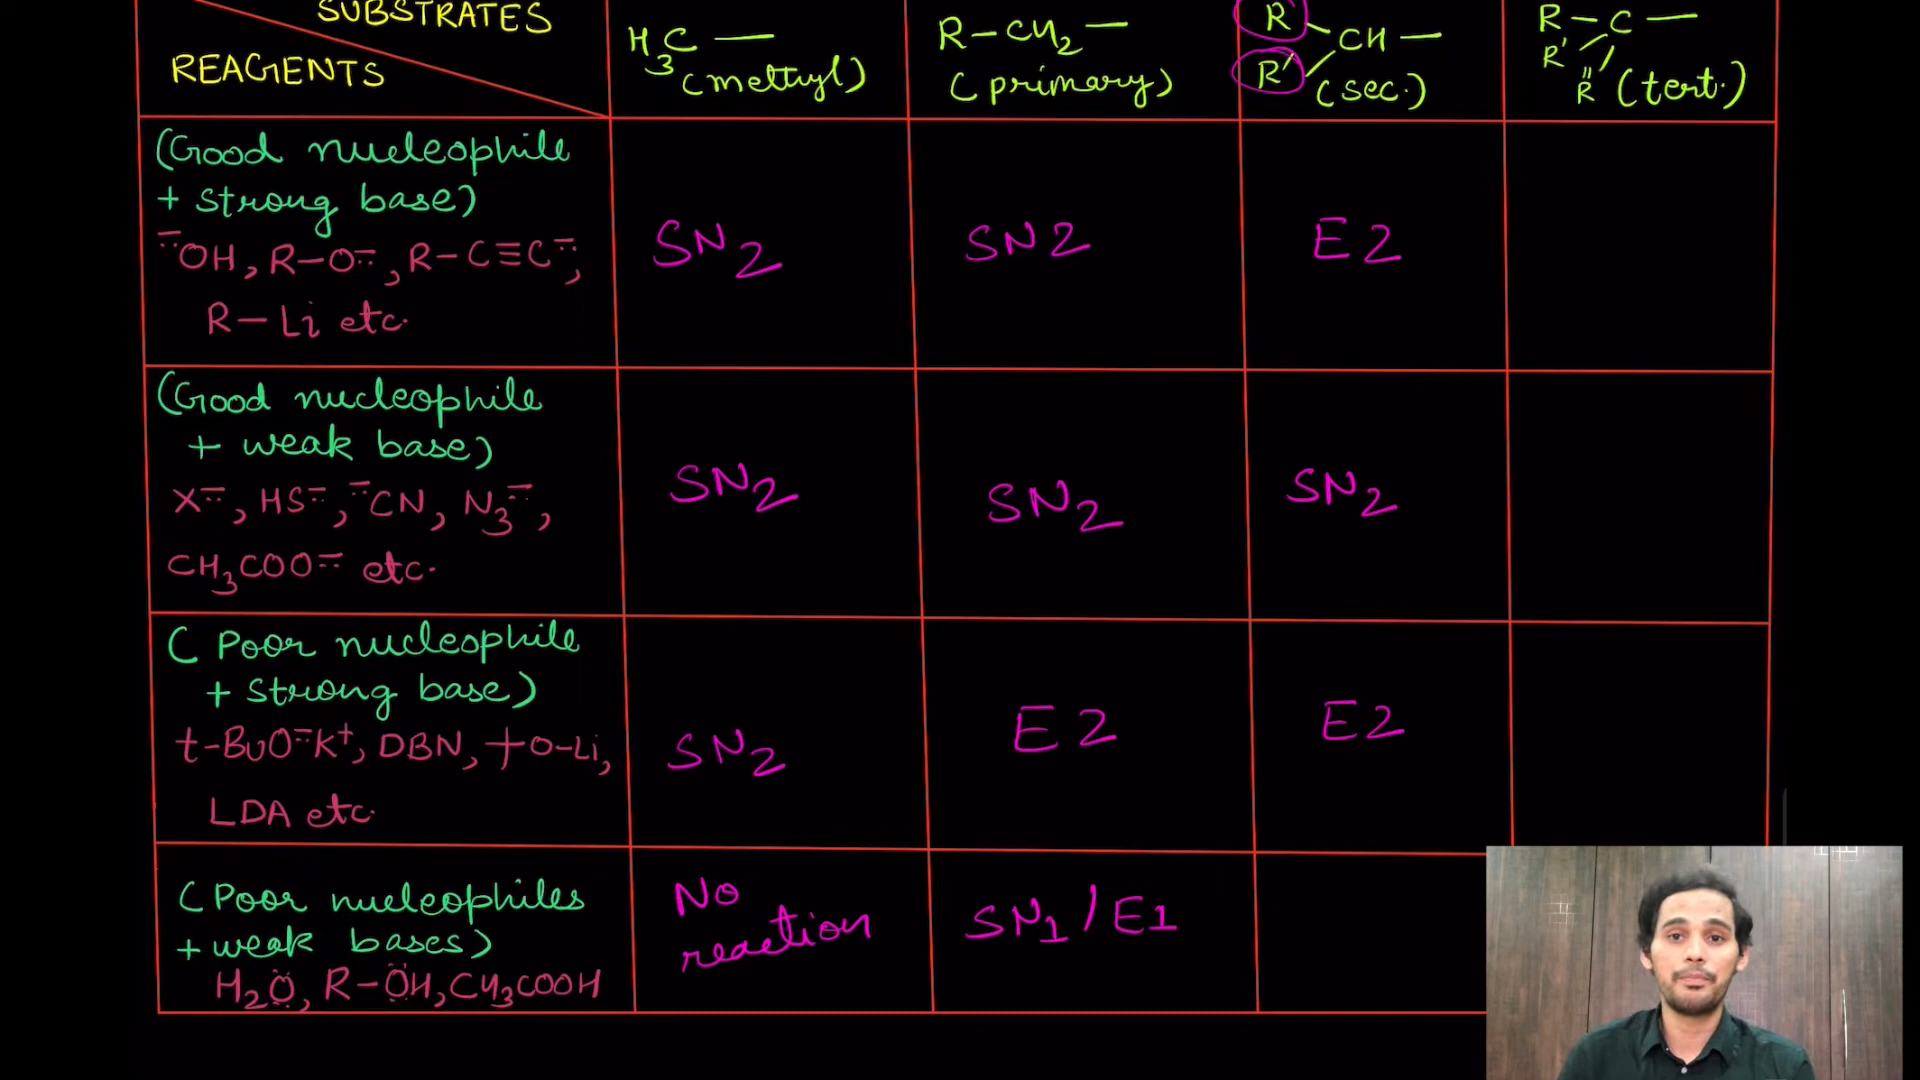 SUBSTRATES
REAGENTS
H3C —
(methyl)
R–CH2 —
(primary)
R
R' CH —
(sec.)
R – C —
R'
R'' (tert.)
(Good nucleophile
+ strong base)
⁻:OH, R–O:⁻, R–C≡C:⁻,
R–Li etc.
SN2
SN2
E2
(Good nucleophile
+ weak base)
X:⁻, HS:⁻, ⁻:CN, N3:⁻,
CH3COO:⁻ etc.
SN2
SN2
SN2
( Poor nucleophile
+ strong base)
t-BuO⁻K⁺, DBN, +O–Li,
LDA etc.
SN2
E2
E2
( Poor nucleophiles
+ weak bases)
H2Ö:, R–ÖH, CH3COOH
No
reaction
SN1 / E1